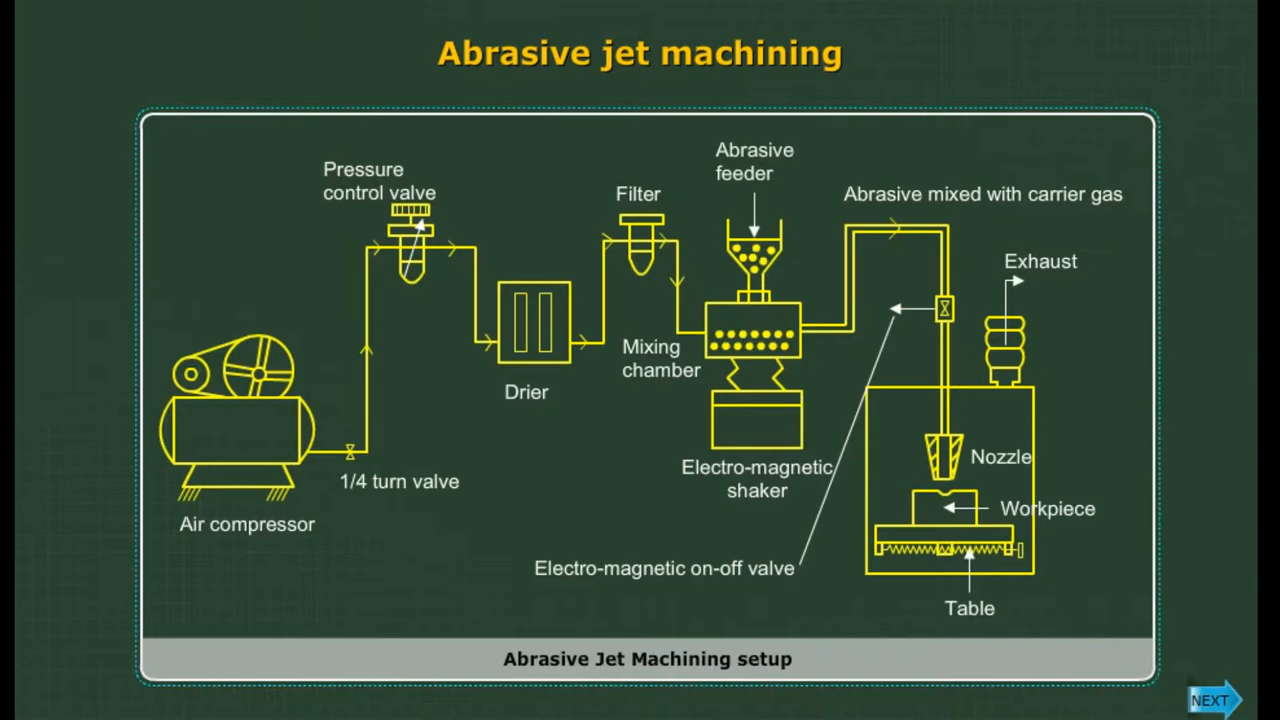 Abrasive jet machining
Pressure
control valve
Filter
Abrasive
feeder
Abrasive mixed with carrier gas
Exhaust
Mixing
chamber
Drier
1/4 turn valve
Air compressor
Electro-magnetic
shaker
Nozzle
Workpiece
Electro-magnetic on-off valve
Table
Abrasive Jet Machining setup
NEXT